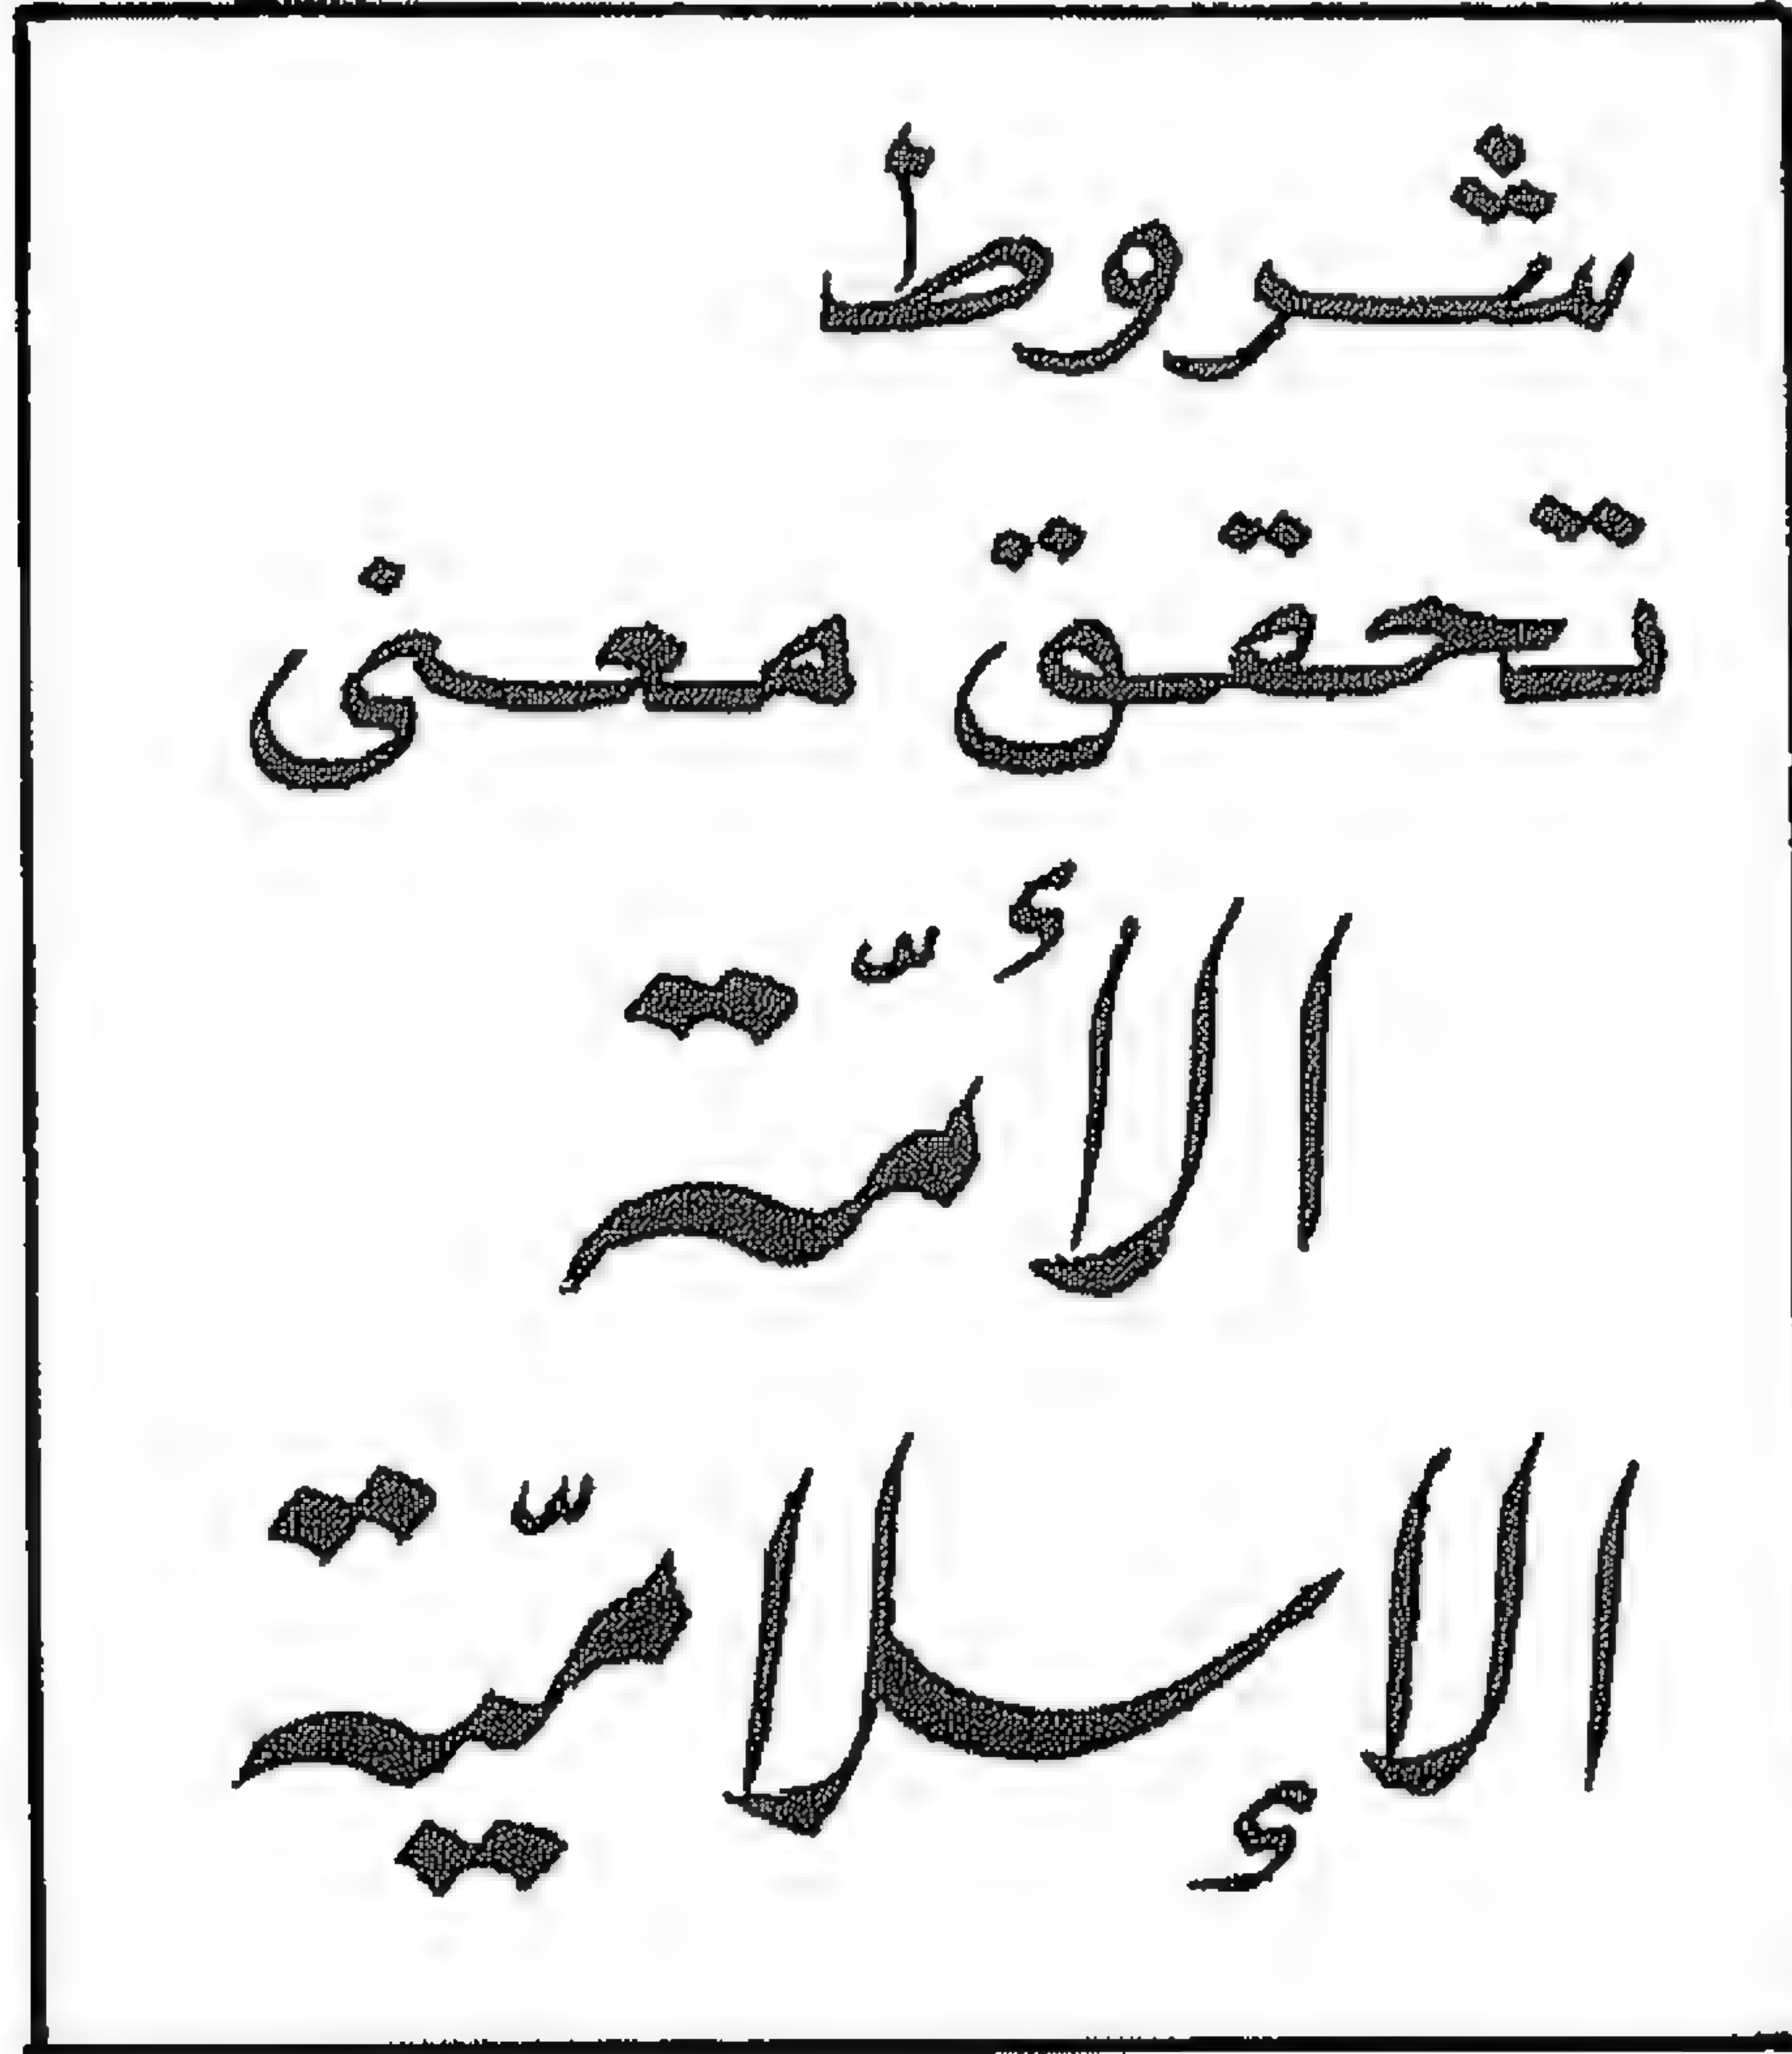 شروط
تحقق معنى
الأمّة
الإسلاميّة